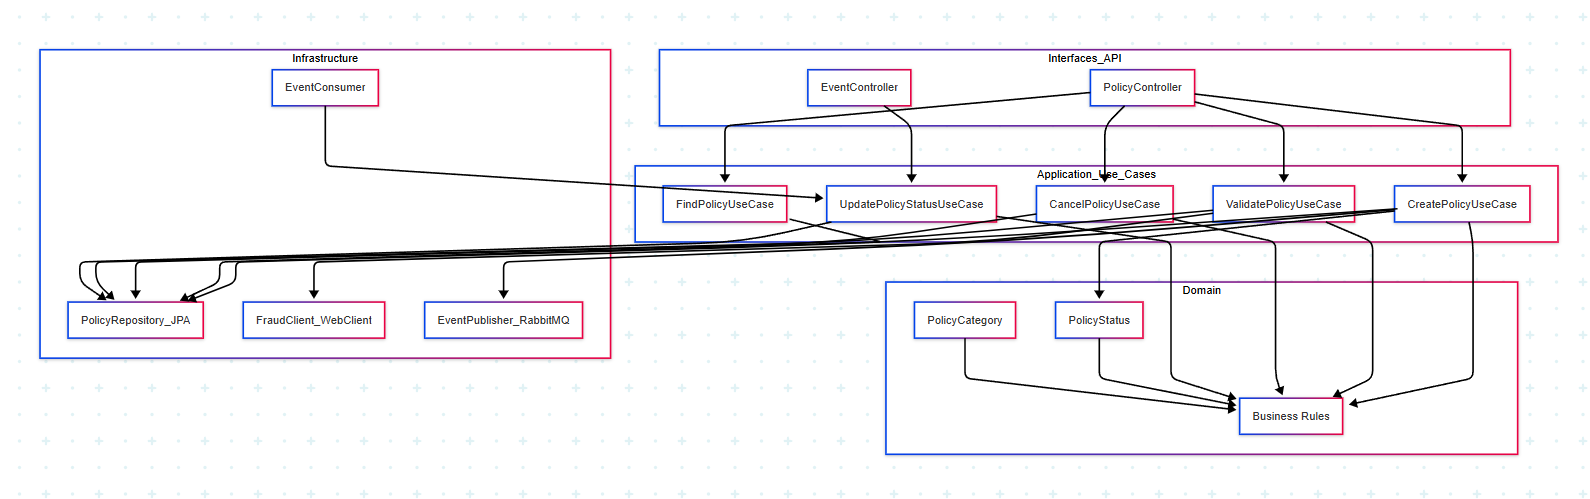 Infrastructure
EventConsumer
PolicyRepository_JPA
FraudClient_WebClient
EventPublisher_RabbitMQ
Interfaces_API
EventController
PolicyController
Application_Use_Cases
FindPolicyUseCase
UpdatePolicyStatusUseCase
CancelPolicyUseCase
ValidatePolicyUseCase
CreatePolicyUseCase
Domain
PolicyCategory
PolicyStatus
Business Rules